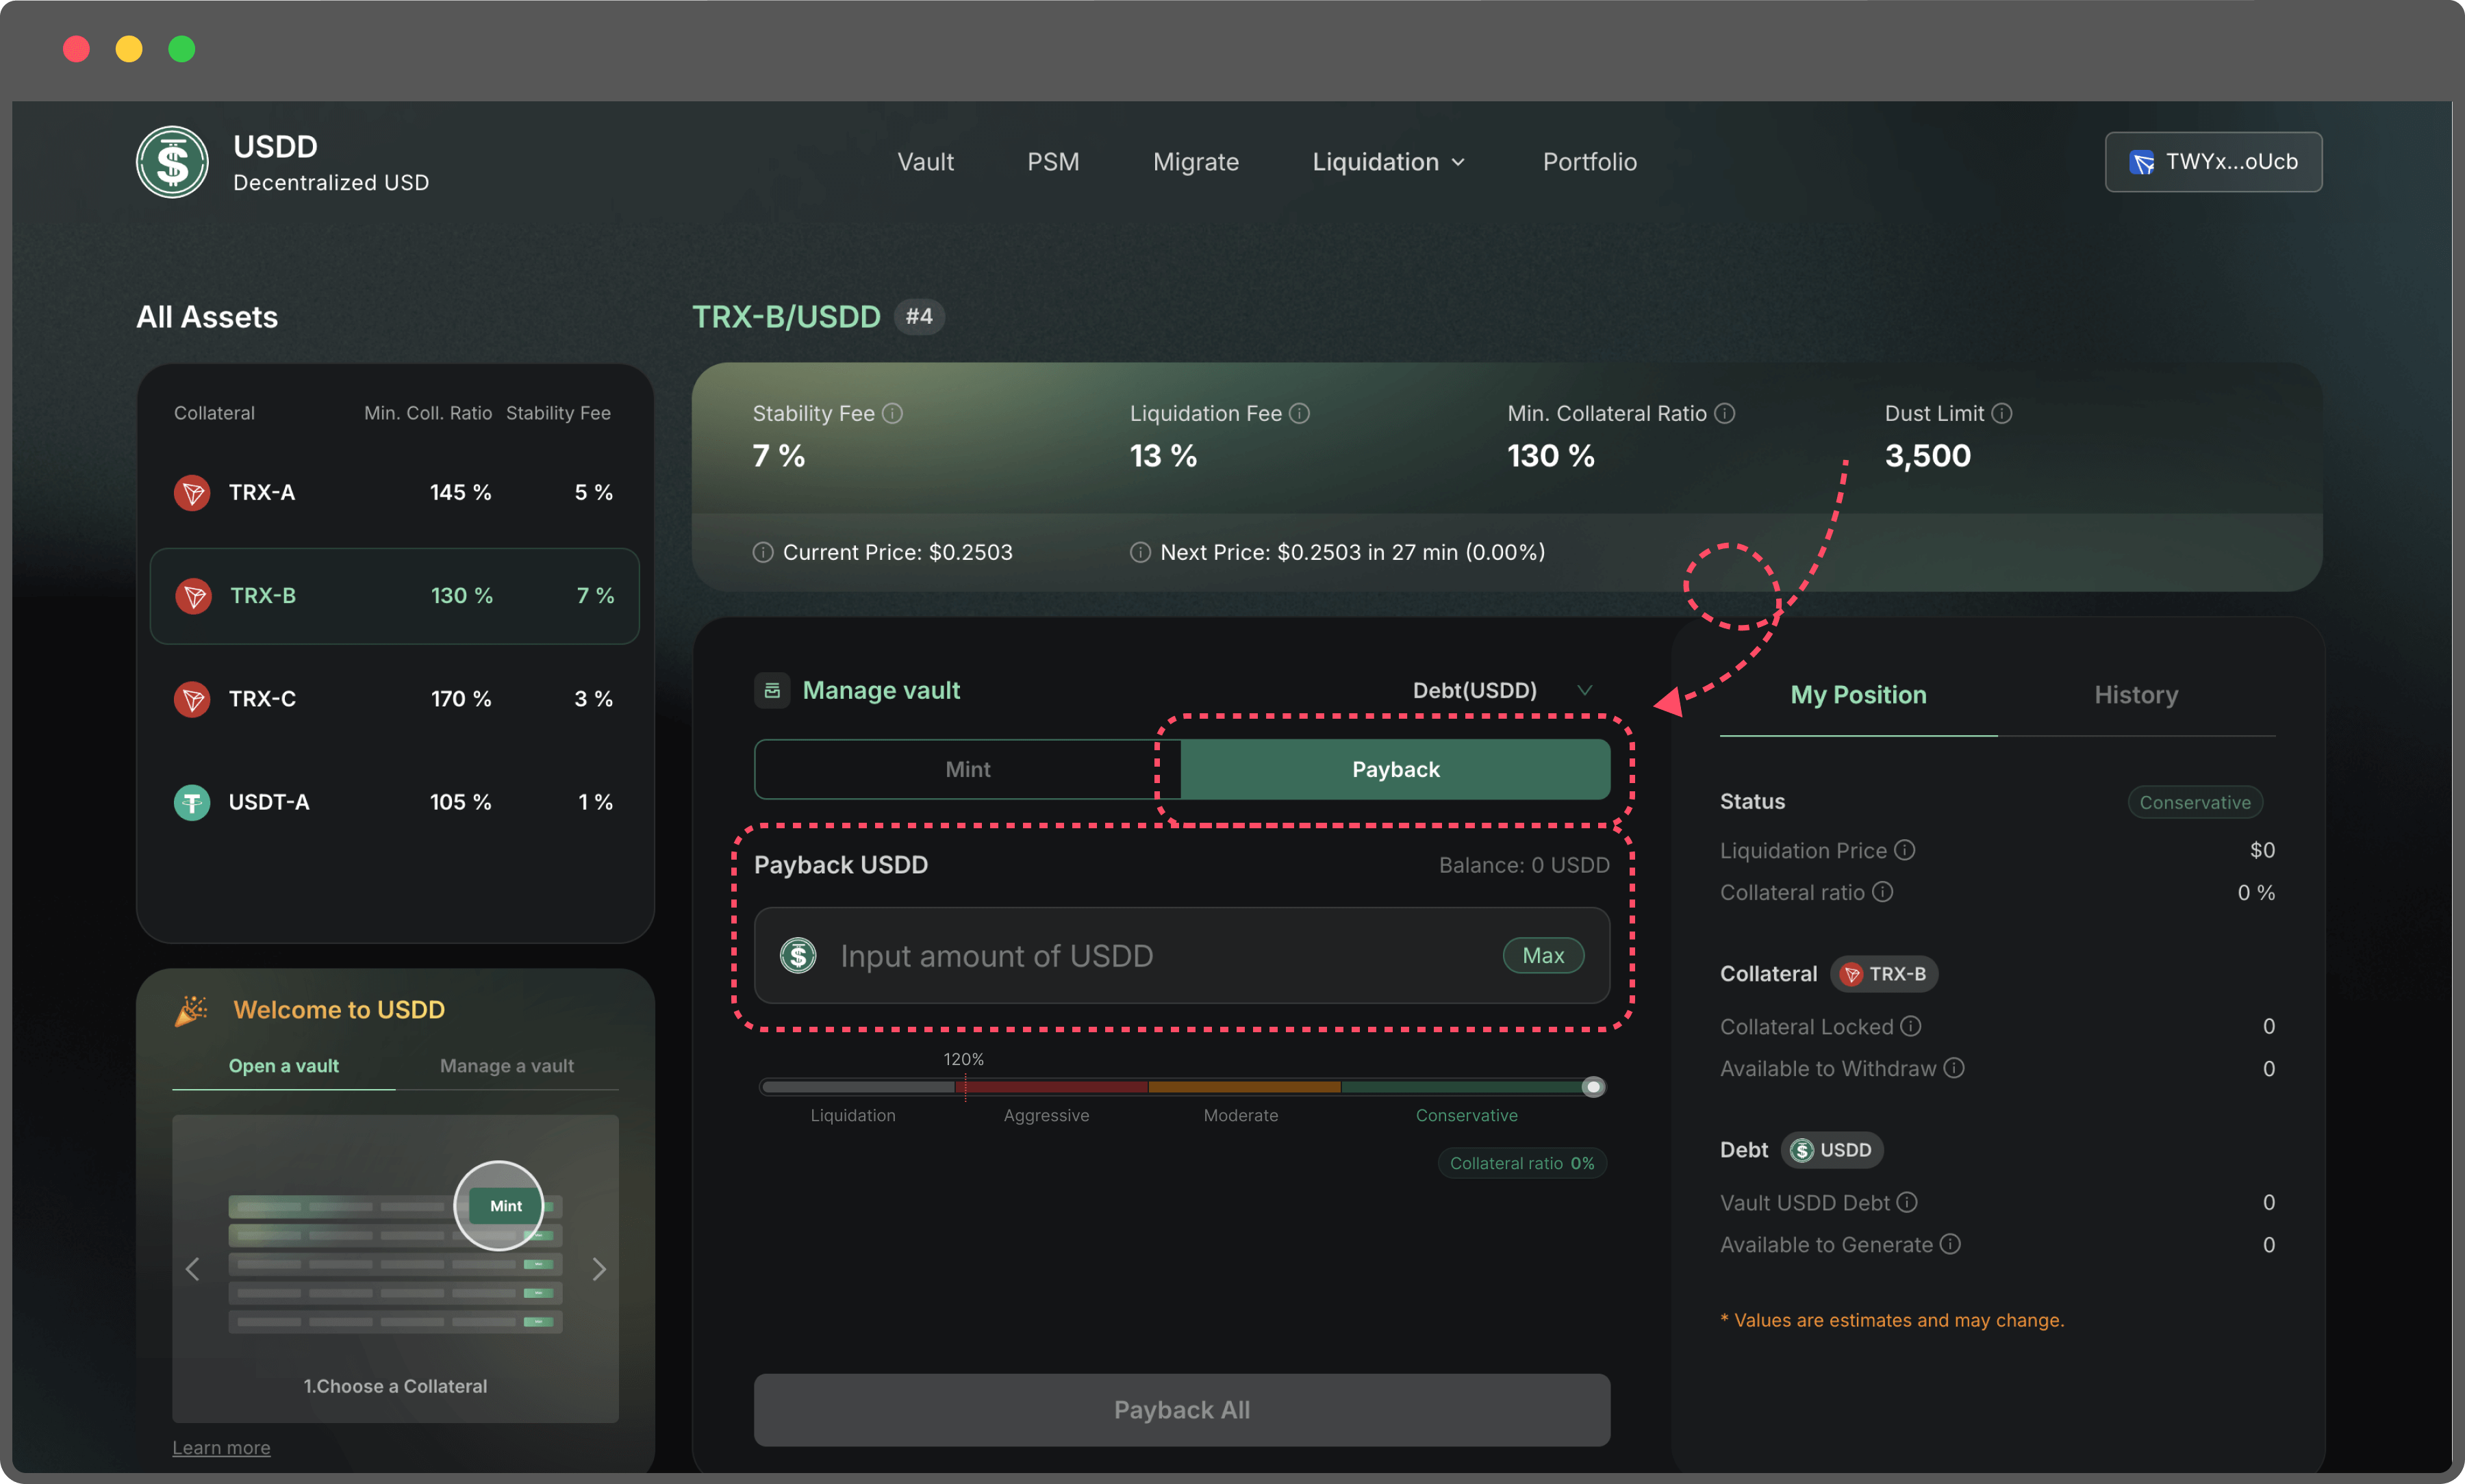 USDD
Decentralized USD
Vault
PSM
Migrate
Liquidation
Portfolio
TWYx...oUcb
All Assets
Collateral
Min. Coll. Ratio
Stability Fee
TRX-A
145 %
5 %
TRX-B
130 %
7 %
TRX-C
170 %
3 %
USDT-A
105 %
1 %
Welcome to USDD
Open a vault
Manage a vault
Mint
1.Choose a Collateral
Learn more
TRX-B/USDD
#4
Stability Fee
7 %
Liquidation Fee
13 %
Min. Collateral Ratio
130 %
Dust Limit
3,500
Current Price: $0.2503
Next Price: $0.2503 in 27 min (0.00%)
Manage vault
Debt(USDD)
Mint
Payback
Payback USDD
Balance: 0 USDD
Input amount of USDD
Max
120%
Liquidation
Aggressive
Moderate
Conservative
Collateral ratio 0%
Payback All
My Position
History
Status
Conservative
Liquidation Price
$0
Collateral ratio
0 %
Collateral
TRX-B
Collateral Locked
0
Available to Withdraw
0
Debt
USDD
Vault USDD Debt
0
Available to Generate
0
* Values are estimates and may change.